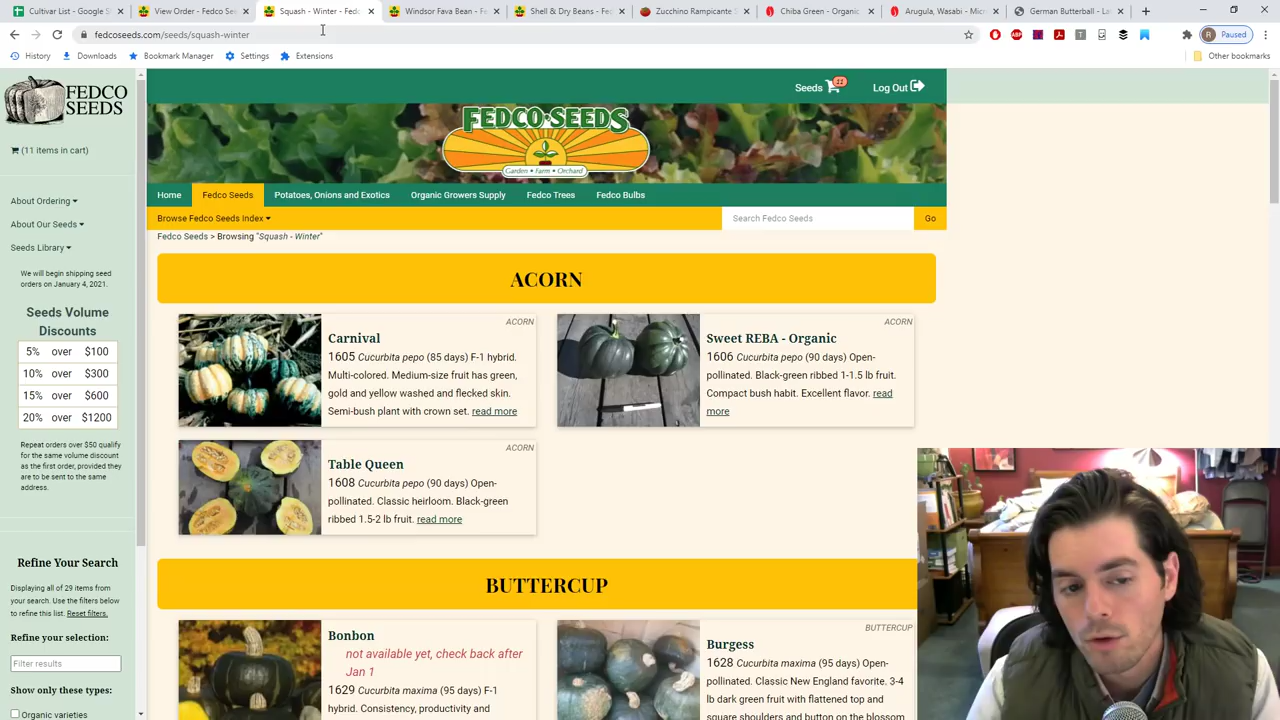 Cultivar List - Google S
View Order - Fedco See
Squash - Winter - Fedc
Windsor Fava Bean - Fe
Shell & Dry Beans - Fed
Zucchino Rampicante S
Chiba Green - Organic
Arugula, Wasabi - Micr
German Butterball - La
fedcoseeds.com/seeds/squash-winter
ABP
Paused
History
Downloads
Bookmark Manager
Settings
Extensions
Other bookmarks
FEDCO
SEEDS
(11 items in cart)
About Ordering
About Our Seeds
Seeds Library
We will begin shipping seed
orders on January 4, 2021.
Seeds Volume
Discounts
5% over $100
10% over $300
15% over $600
20% over $1200
Repeat orders over $50 qualify
for the same volume discount
as the first order, provided they
are to be sent to the same
address.
Refine Your Search
Displaying all of 29 items from
your search. Use the filters below
to refine this list. Reset filters.
Refine your selection:
Filter results
Show only these types:
Organic varieties
Seeds 11
Log Out
FEDCO SEEDS
Garden • Farm • Orchard
Home
Fedco Seeds
Potatoes, Onions and Exotics
Organic Growers Supply
Fedco Trees
Fedco Bulbs
Browse Fedco Seeds Index
Search Fedco Seeds
Go
Fedco Seeds > Browsing "Squash - Winter"
ACORN
ACORN
Carnival
1605 Cucurbita pepo (85 days) F-1 hybrid.
Multi-colored. Medium-size fruit has green,
gold and yellow washed and flecked skin.
Semi-bush plant with crown set. read more
ACORN
Sweet REBA - Organic
1606 Cucurbita pepo (90 days) Open-
pollinated. Black-green ribbed 1-1.5 lb fruit.
Compact bush habit. Excellent flavor. read
more
ACORN
Table Queen
1608 Cucurbita pepo (90 days) Open-
pollinated. Classic heirloom. Black-green
ribbed 1.5-2 lb fruit. read more
BUTTERCUP
Bonbon
not available yet, check back after
Jan 1
1629 Cucurbita maxima (95 days) F-1
hybrid. Consistency, productivity and
BUTTERCUP
Burgess
1628 Cucurbita maxima (95 days) Open-
pollinated. Classic New England favorite. 3-4
lb dark green fruit with flattened top and
square shoulders and button on the blossom